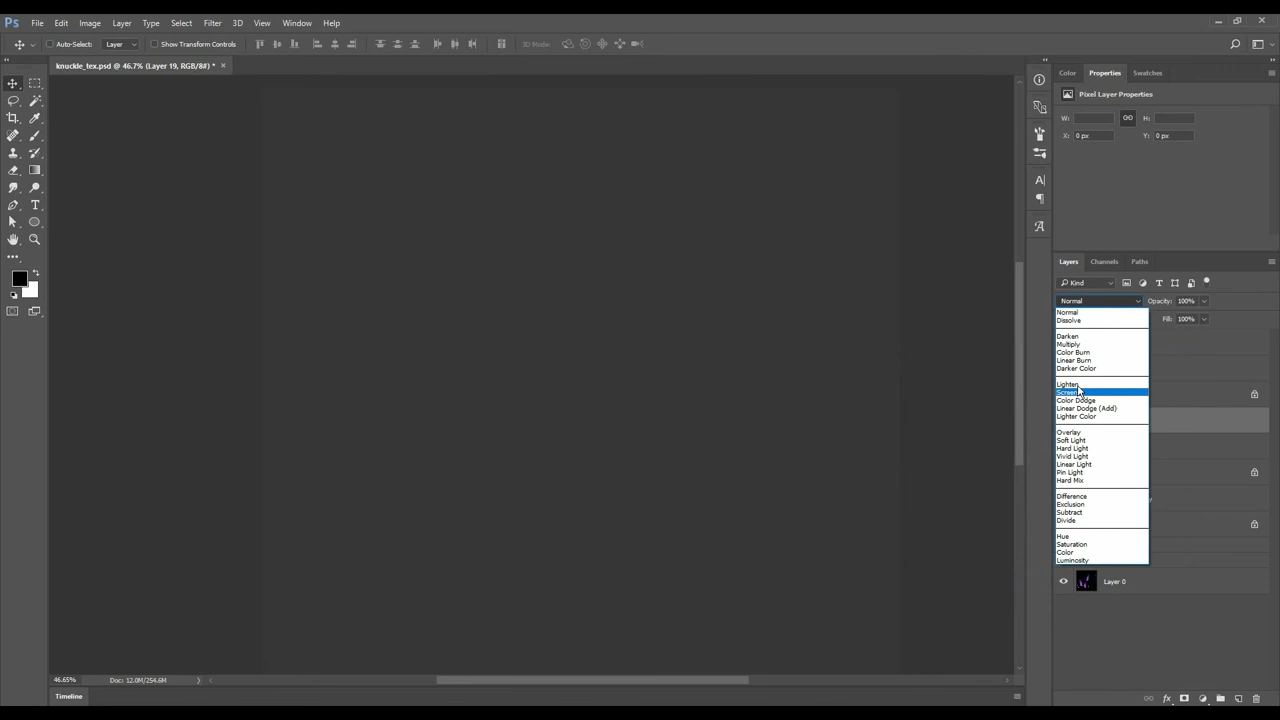 Ps File Edit Image Layer Type Select Filter 3D View Window Help
Auto-Select: Layer Show Transform Controls 3D Mode:
knuckle_tex.psd @ 46.7% (Layer 19, RGB/8#) * ×
Color Properties Swatches
Pixel Layer Properties
W: H:
X: 0 px Y: 0 px
Layers Channels Paths
Kind
Normal Opacity: 100%
Normal
Fill: 100%
Dissolve
Darken
Multiply
Color Burn
Linear Burn
Darker Color
Lighten
Screen
Color Dodge
Linear Dodge (Add)
Lighter Color
Overlay
Soft Light
Hard Light
Vivid Light
Linear Light
Pin Light
Hard Mix
Difference
Exclusion
Subtract
Divide
Hue
Saturation
Color
Luminosity
Layer 0
46.65% Doc: 12.0M/254.6M
Timeline